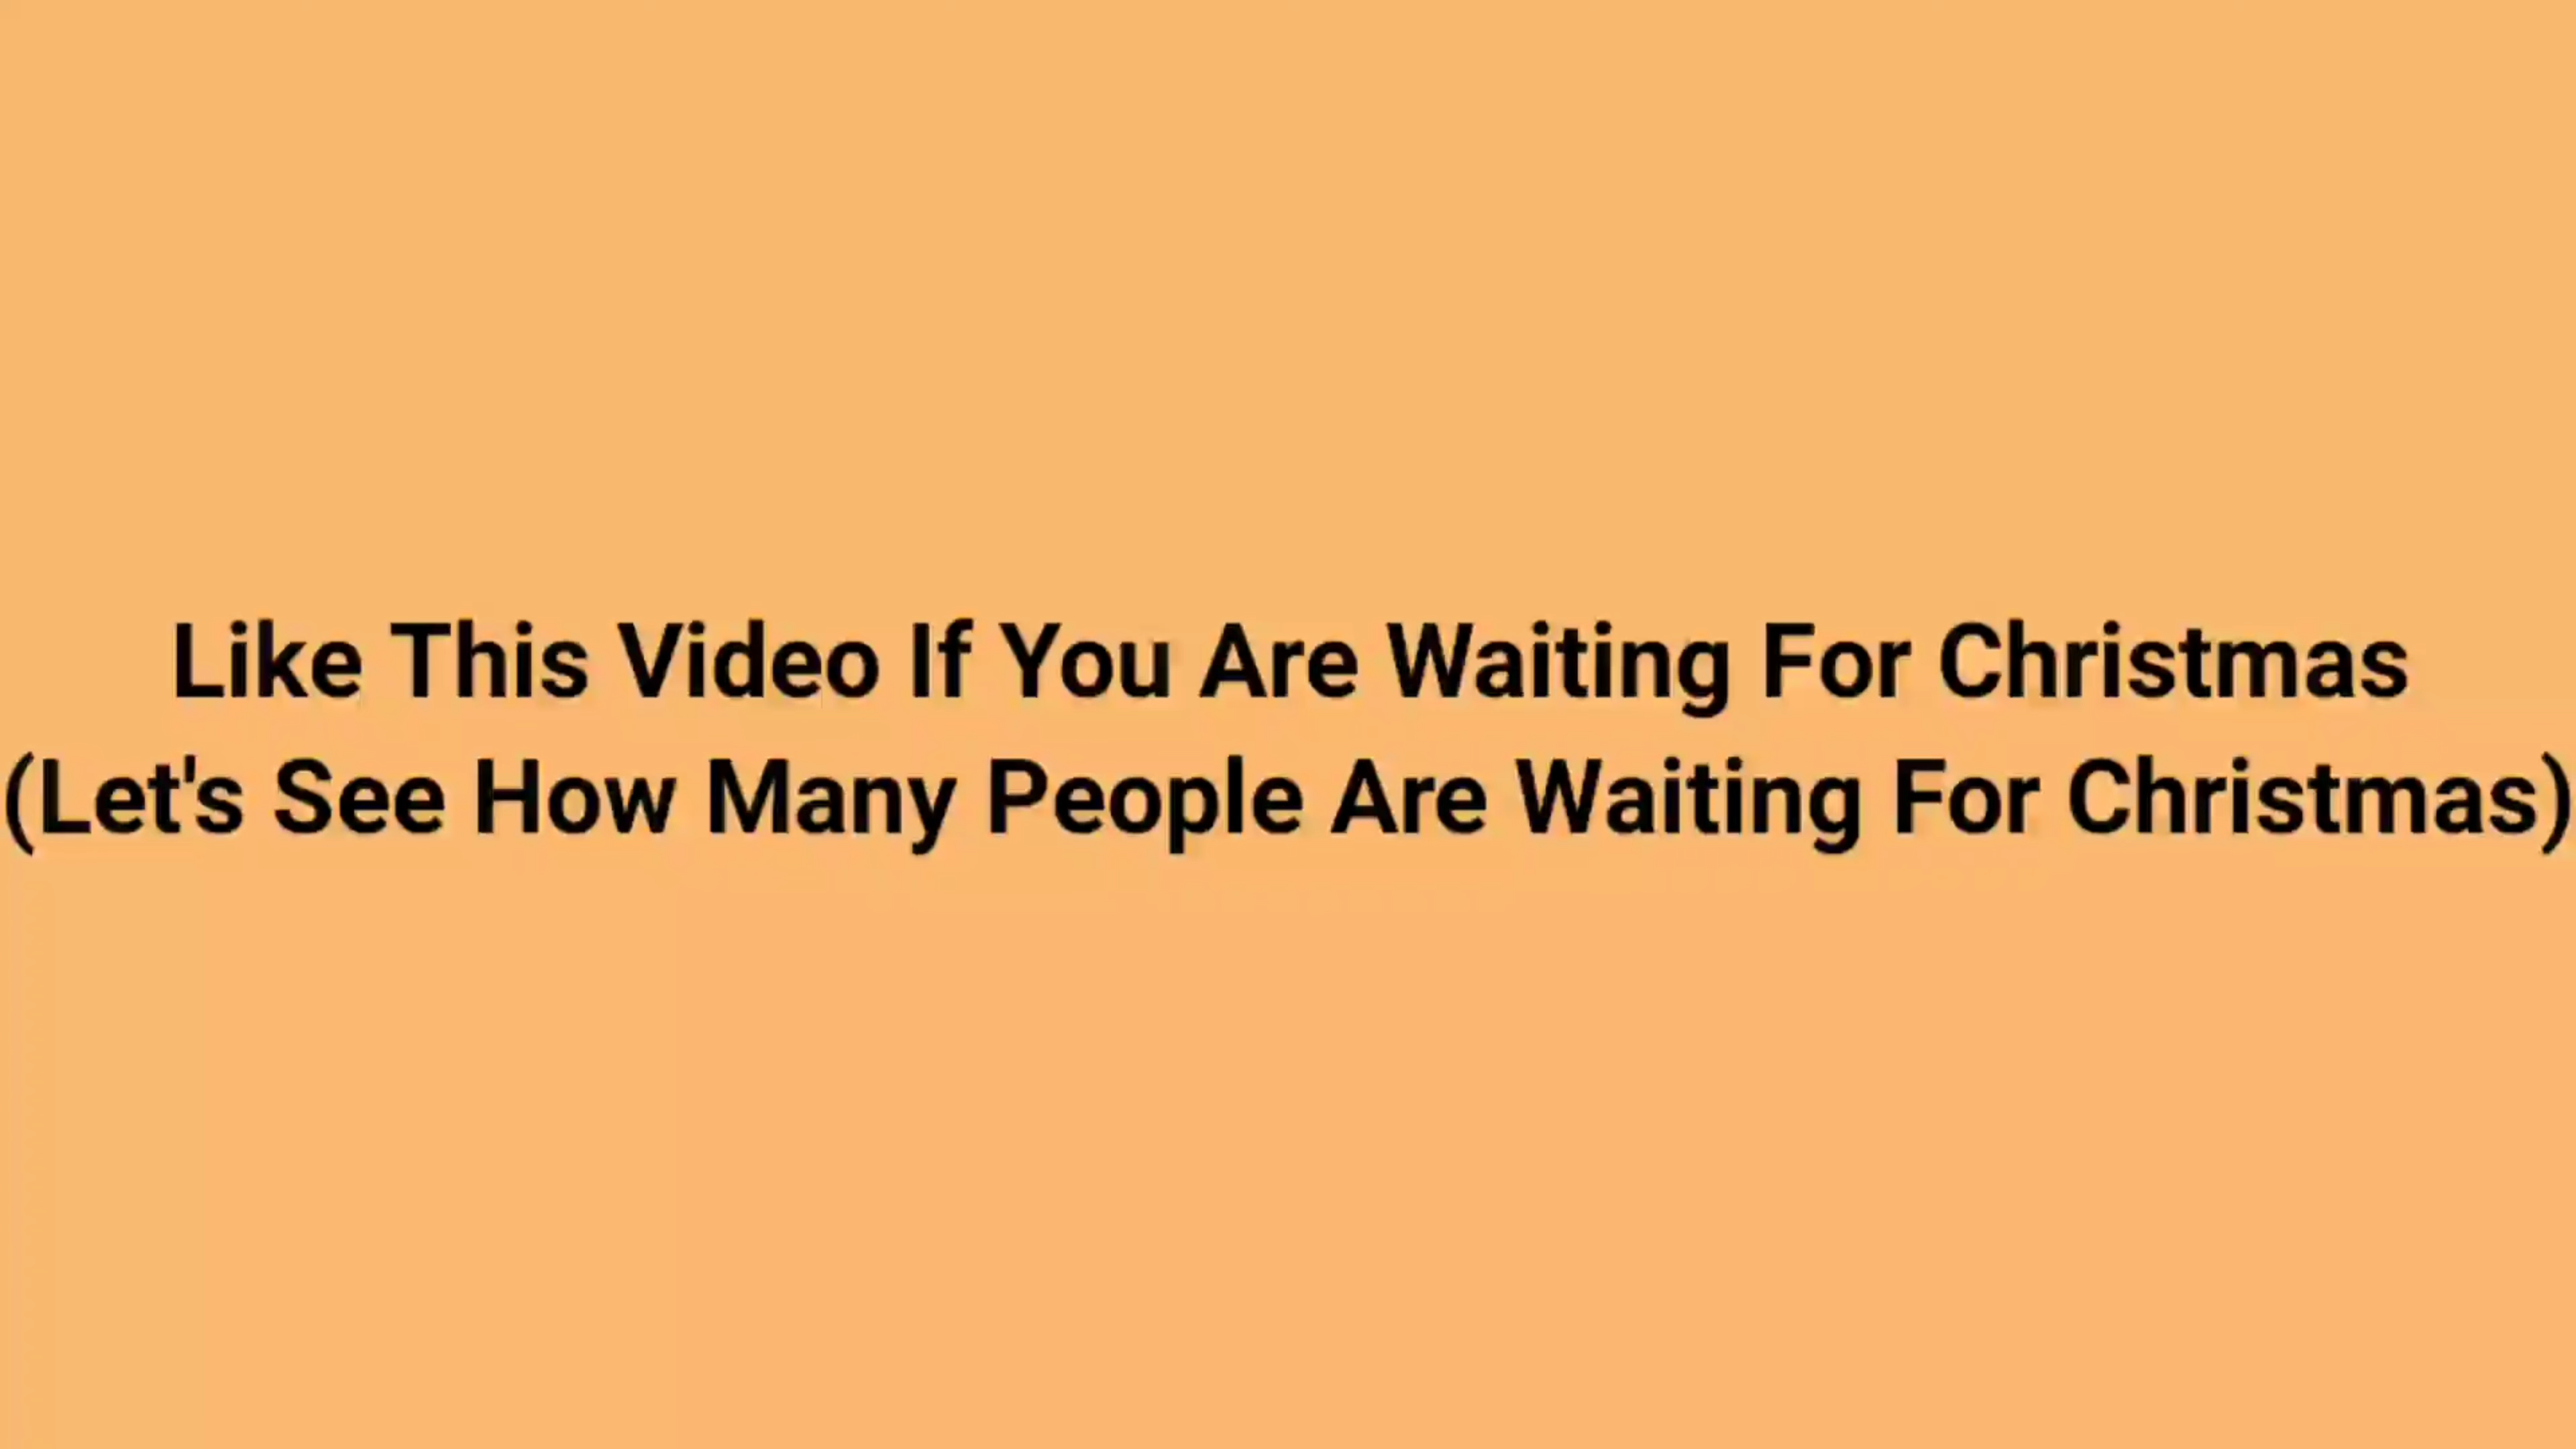 Like This Video If You Are Waiting For Christmas
(Let's See How Many People Are Waiting For Christmas)